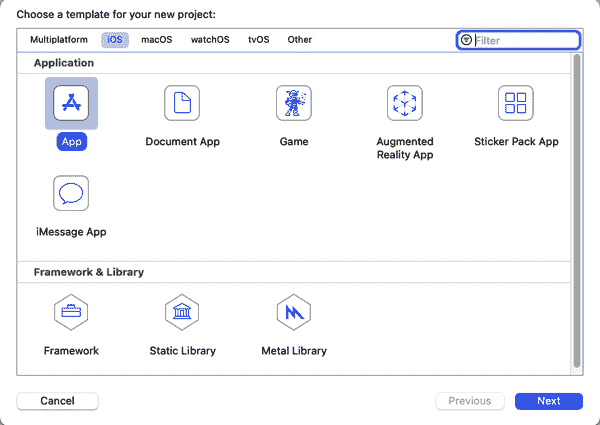 Choose a template for your new project:
Multiplatform iOS macOS watchOS tvOS Other Filter
Application
App Document App Game Augmented Reality App Sticker Pack App
iMessage App
Framework & Library
Framework Static Library Metal Library
Cancel Previous Next